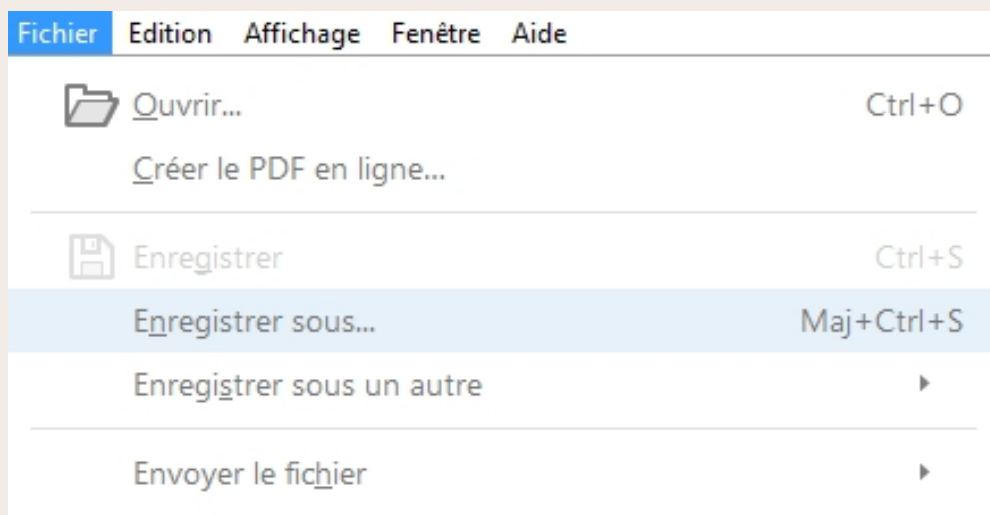 Fichier Edition Affichage Fenêtre Aide
Ouvrir... Ctrl+O
Créer le PDF en ligne...
Enregistrer Ctrl+S
Enregistrer sous... Maj+Ctrl+S
Enregistrer sous un autre
Envoyer le fichier